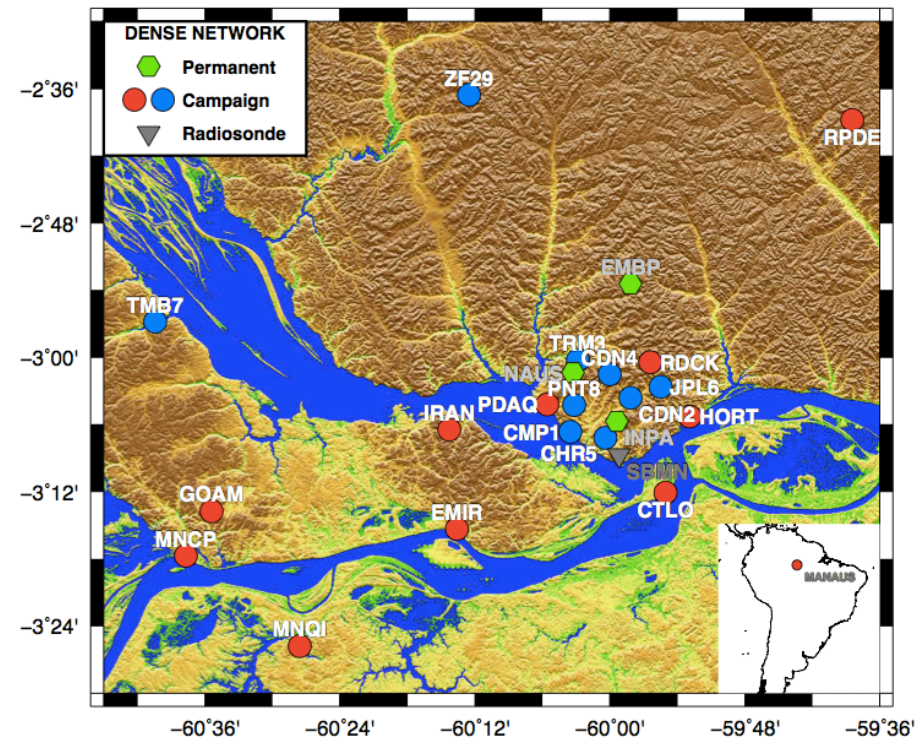 DENSE NETWORK
Permanent
Campaign
Radiosonde
ZF29
RPDE
EMBP
TMB7
TRM3
CDN4
RDCK
NAUS
PNT8
JPL6
PDAQ
CDN2
HORT
IRAN
CMP1
INPA
CHR5
SBMN
GOAM
CTLO
EMIR
MNCP
MNQI
MANAUS
−2°36'
−2°48'
−3°00'
−3°12'
−3°24'
−60°36'
−60°24'
−60°12'
−60°00'
−59°48'
−59°36'